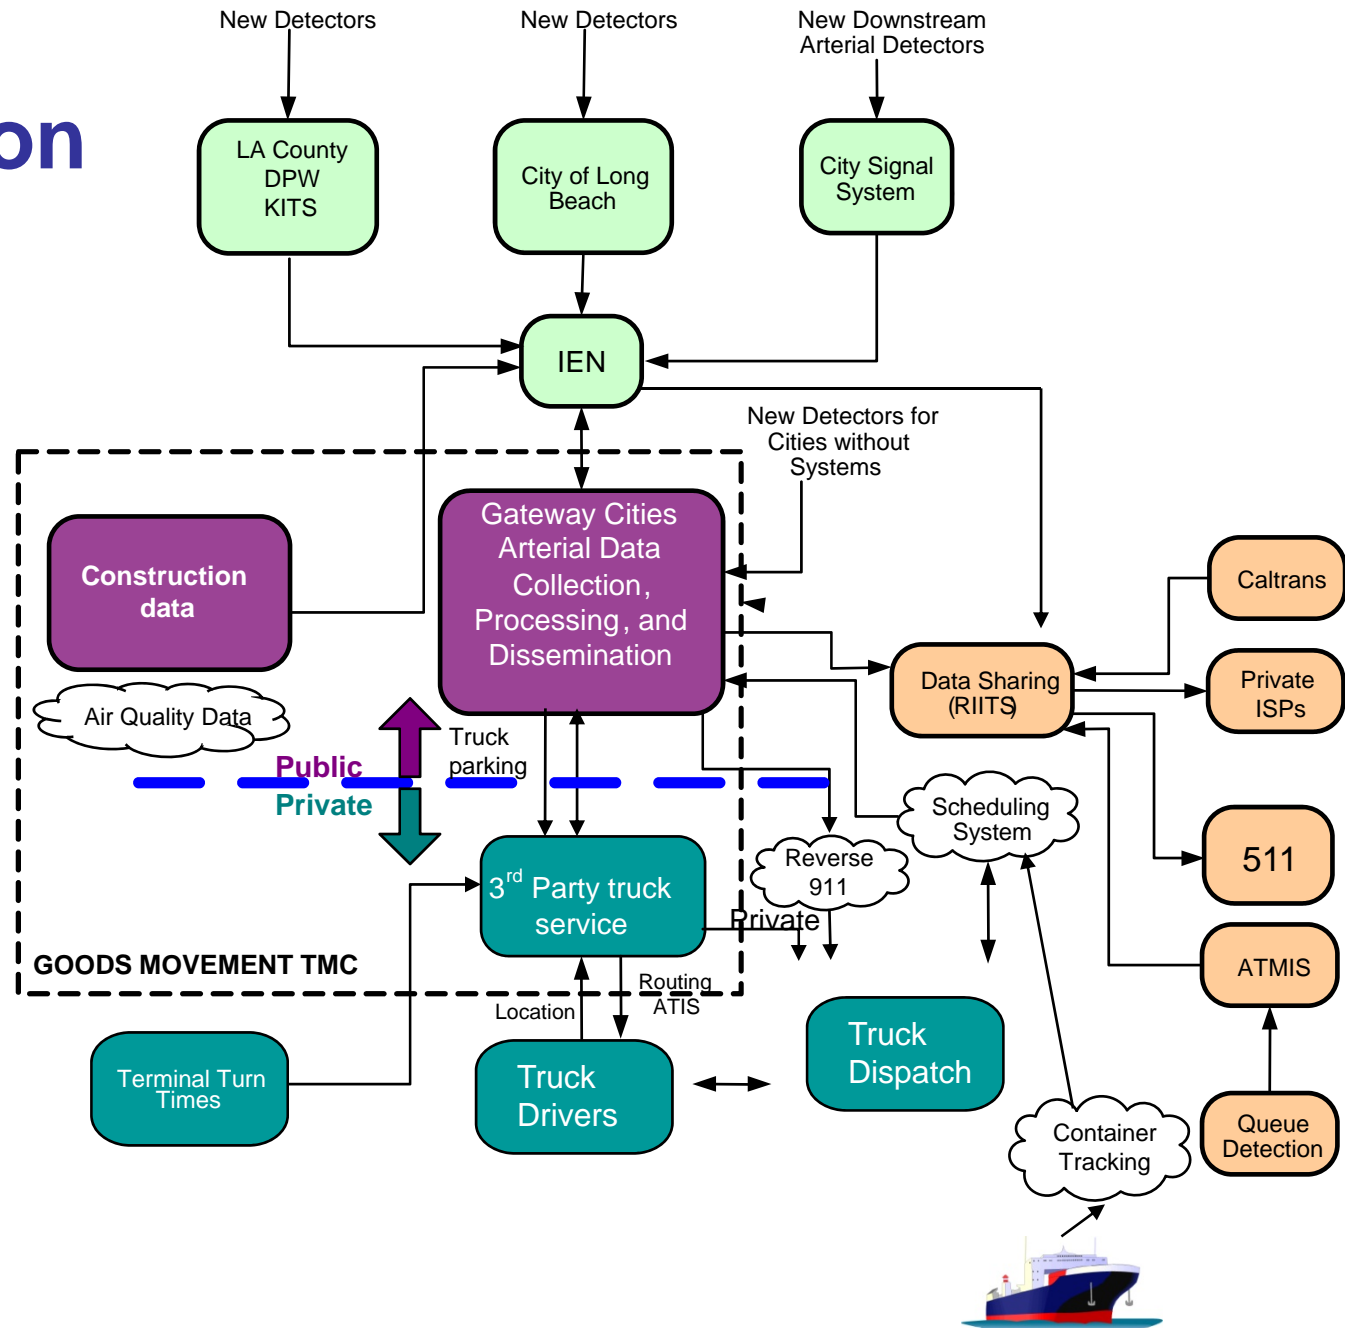 New Detectors
New Detectors
New Downstream
Arterial Detectors
on
LA County
DPW
KITS
City of Long
Beach
City Signal
System
IEN
New Detectors for
Cities without
Systems
Gateway Cities
Arterial Data
Collection,
Processing, and
Dissemination
Construction
data
Caltrans
Data Sharing
(RIITS)
Private
ISPs
Air Quality Data
Truck
parking
Public
Private
Scheduling
System
Reverse
911
511
3rd Party truck
service
Private
GOODS MOVEMENT TMC
ATMIS
Location
Routing
ATIS
Terminal Turn
Times
Truck
Drivers
Truck
Dispatch
Container
Tracking
Queue
Detection